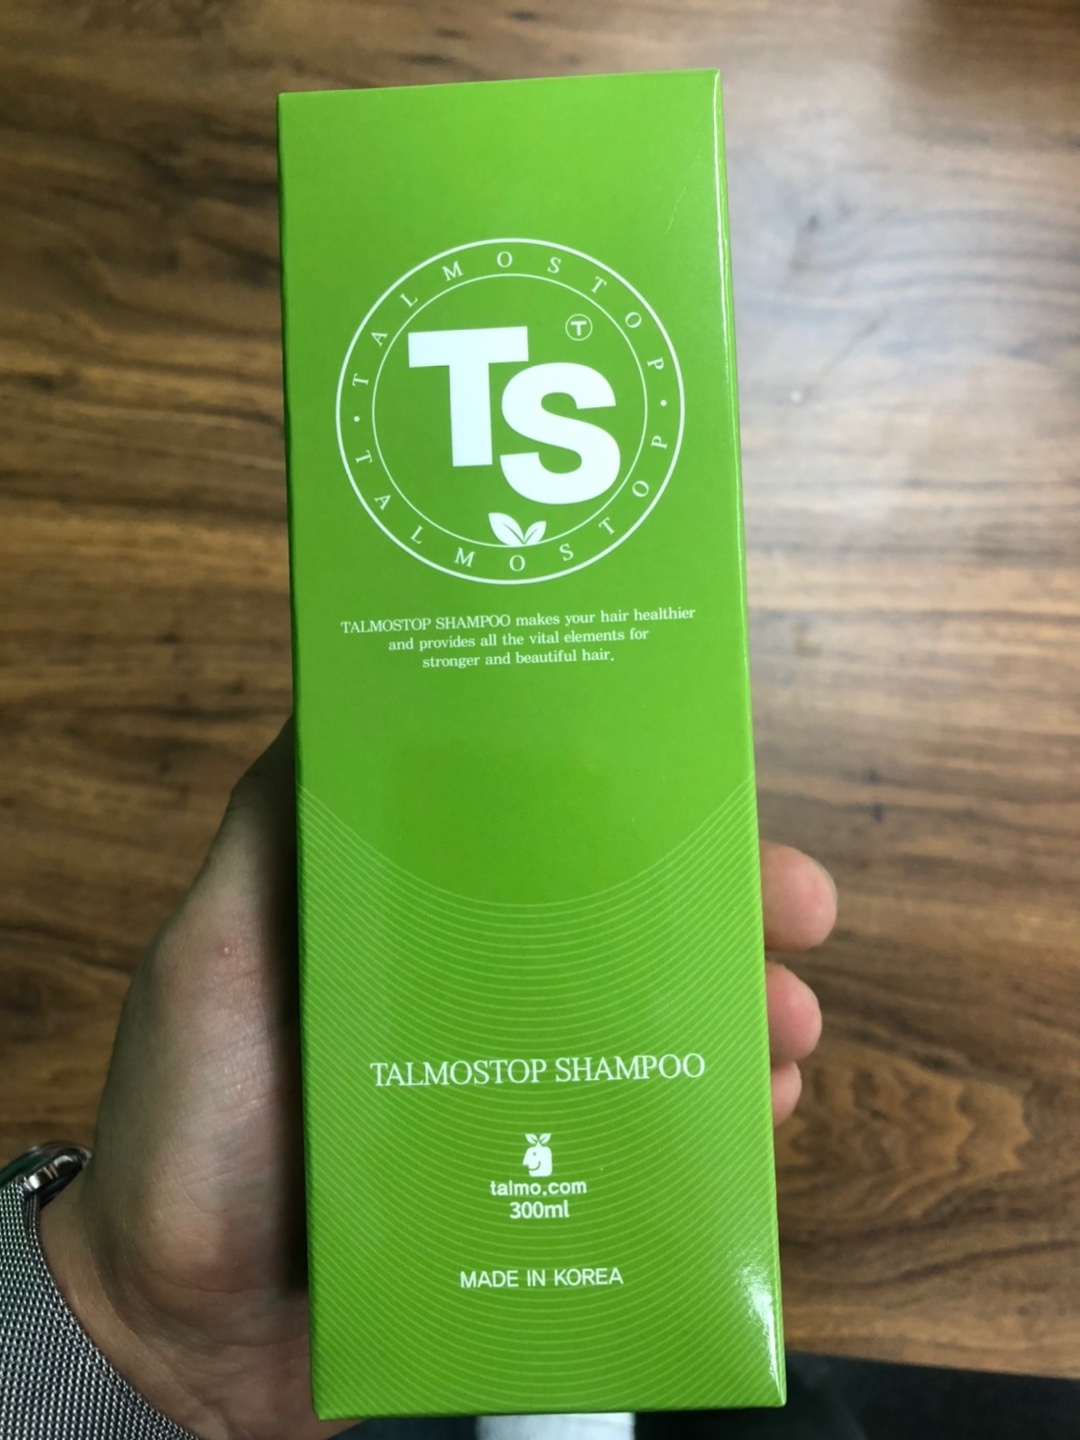 TALMOSTOP · TALMOSTOP ·
TS
T
TALMOSTOP SHAMPOO makes your hair healthier
and provides all the vital elements for
stronger and beautiful hair.
TALMOSTOP SHAMPOO
talmo.com
300ml
MADE IN KOREA